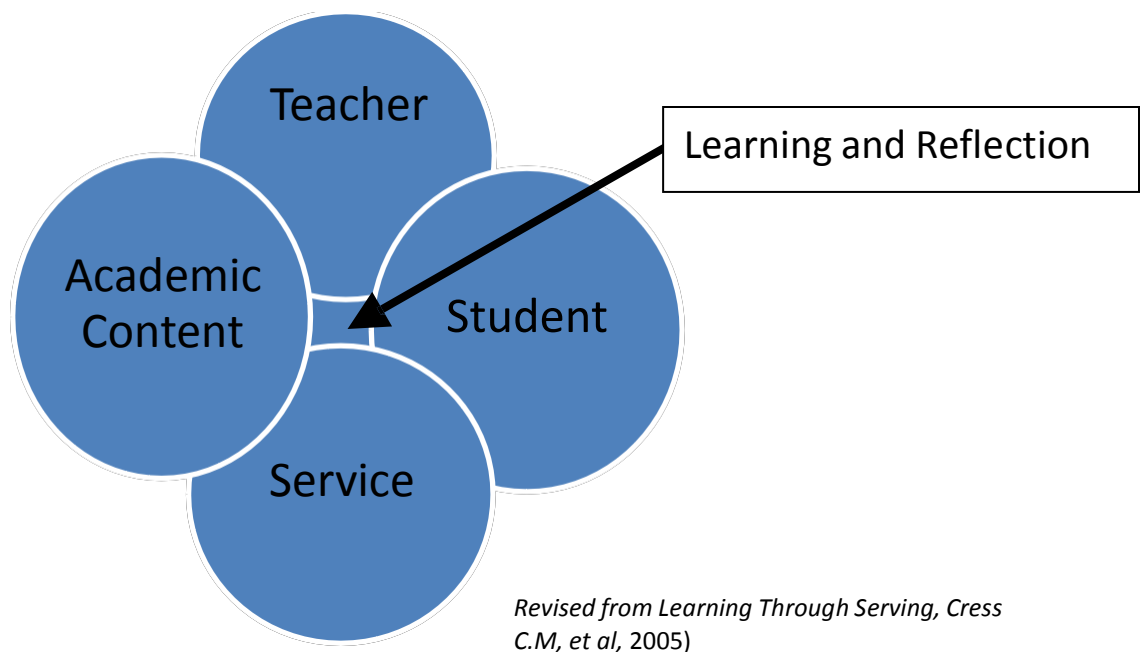 Teacher
Learning and Reflection
Academic
Content
Student
Service
Revised from Learning Through Serving, Cress
C.M, et al, 2005)